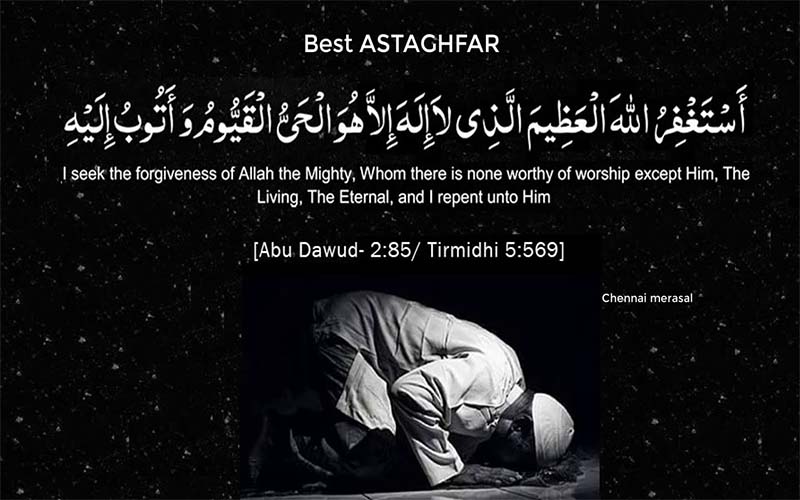 Best ASTAGHFAR
أَسْتَغْفِرُ اللهَ الْعَظِيمَ الَّذِى لاَ إِلَهَ إِلاَّ هُوَ الْحَىُّ الْقَيُّومُ وَ أَتُوبُ إِلَيْهِ
I seek the forgiveness of Allah the Mighty, Whom there is none worthy of worship except Him, The
Living, The Eternal, and I repent unto Him
[Abu Dawud- 2:85/ Tirmidhi 5:569]
Chennai merasal